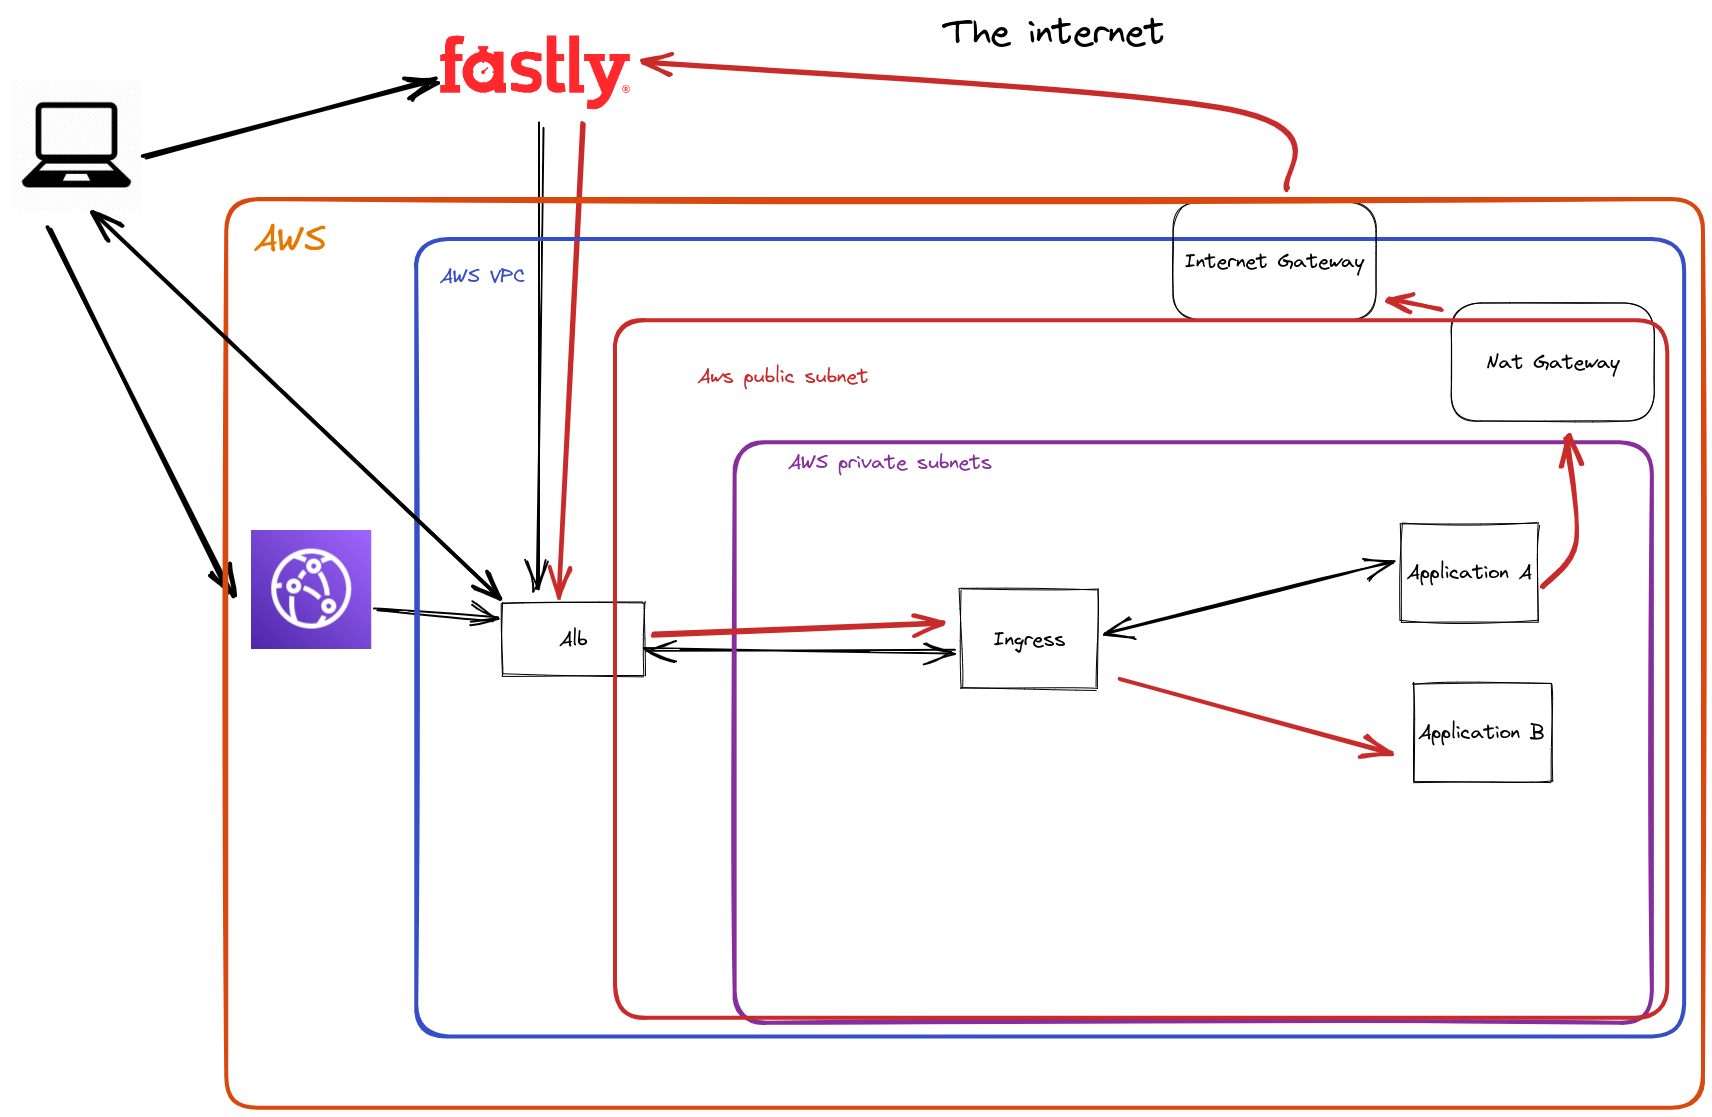 The internet
fastly®
AWS
AWS VPC
Internet Gateway
Nat Gateway
Aws public subnet
AWS private subnets
Application A
Alb
Ingress
Application B